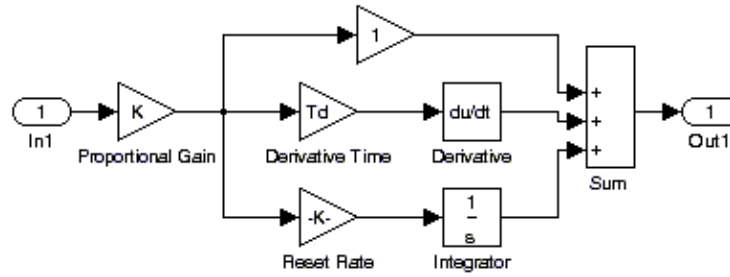 1
1
K
Td
du/dt
1
In1
Proportional Gain
Derivative Time
Derivative
+
+
+
Out1
Sum
-K-
1
s
Reset Rate
Integrator